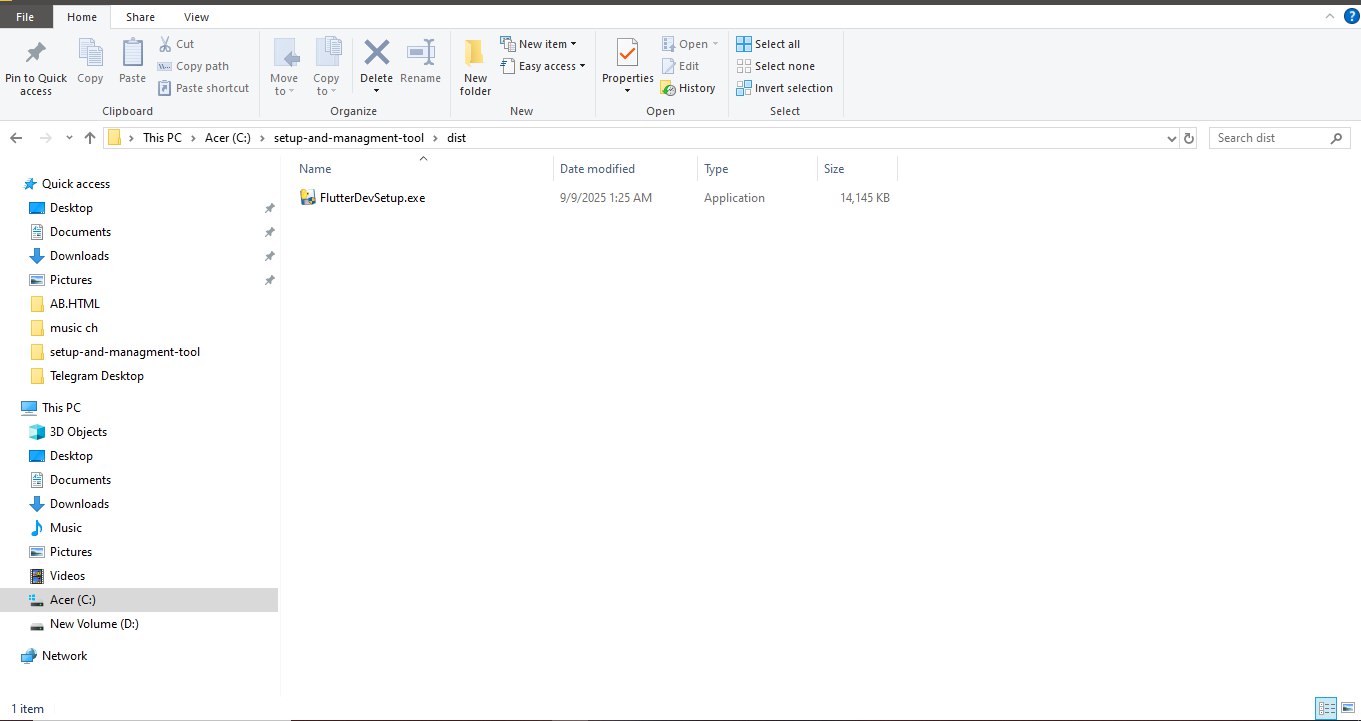 File Home Share View
Pin to Quick access
Copy
Paste
Cut
Copy path
Paste shortcut
Clipboard
Move to
Copy to
Delete
Rename
Organize
New folder
New item
Easy access
New
Properties
Open
Edit
History
Open
Select all
Select none
Invert selection
Select
This PC Acer (C:) setup-and-managment-tool dist
Search dist
Name Date modified Type Size
FlutterDevSetup.exe 9/9/2025 1:25 AM Application 14,145 KB
Quick access
Desktop
Documents
Downloads
Pictures
AB.HTML
music ch
setup-and-managment-tool
Telegram Desktop
This PC
3D Objects
Desktop
Documents
Downloads
Music
Pictures
Videos
Acer (C:)
New Volume (D:)
Network
1 item